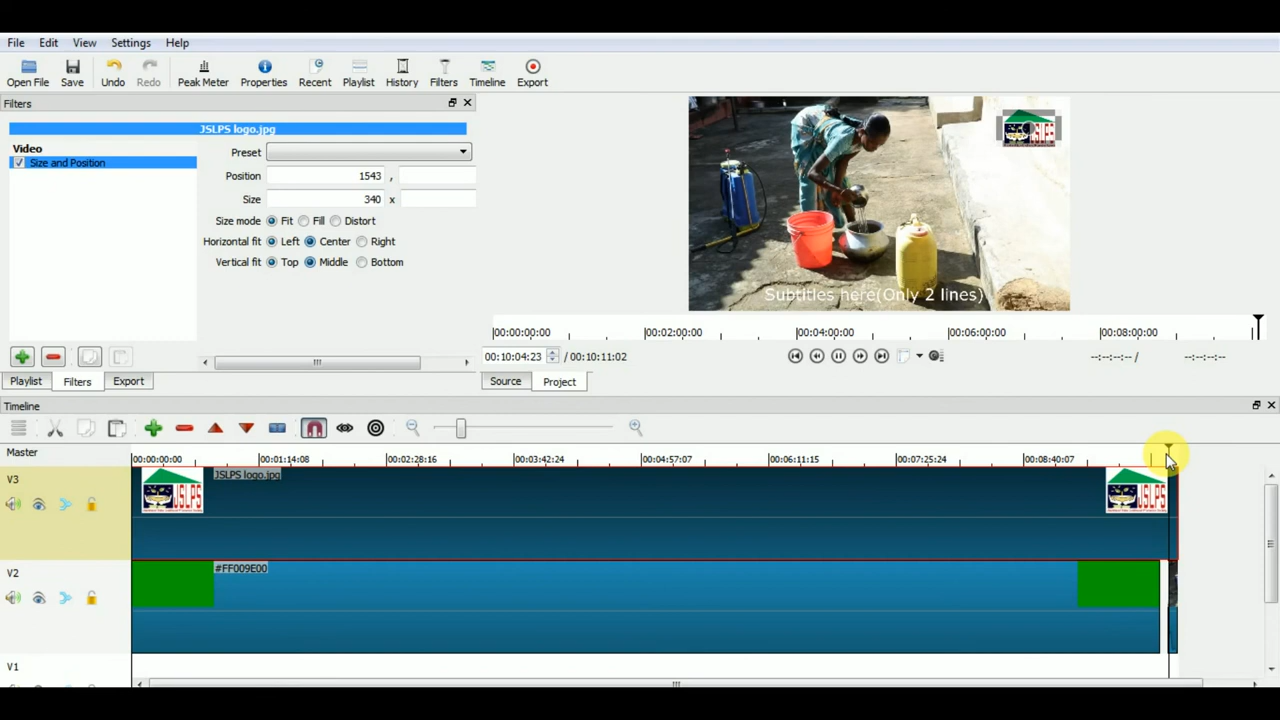 File Edit View Settings Help
Open File Save Undo Redo Peak Meter Properties Recent Playlist History Filters Timeline Export
Filters
JSLPS logo.jpg
Video
Size and Position
Preset
Position 1543 ,
Size 340 x
Size mode Fit Fill Distort
Horizontal fit Left Center Right
Vertical fit Top Middle Bottom
Playlist Filters Export
JSLPS
Subtitles here(Only 2 lines)
00:00:00:00 00:02:00:00 00:04:00:00 00:06:00:00 00:08:00:00
00:10:04:23 / 00:10:11:02 --:--:--:-- / --:--:--:--
Source Project
Timeline
Master
00:00:00:00 00:01:14:08 00:02:28:16 00:03:42:24 00:04:57:07 00:06:11:15 00:07:25:24 00:08:40:07
V3
JSLPS logo.jpg
JSLPS JSLPS
V2
#FF009E00
V1